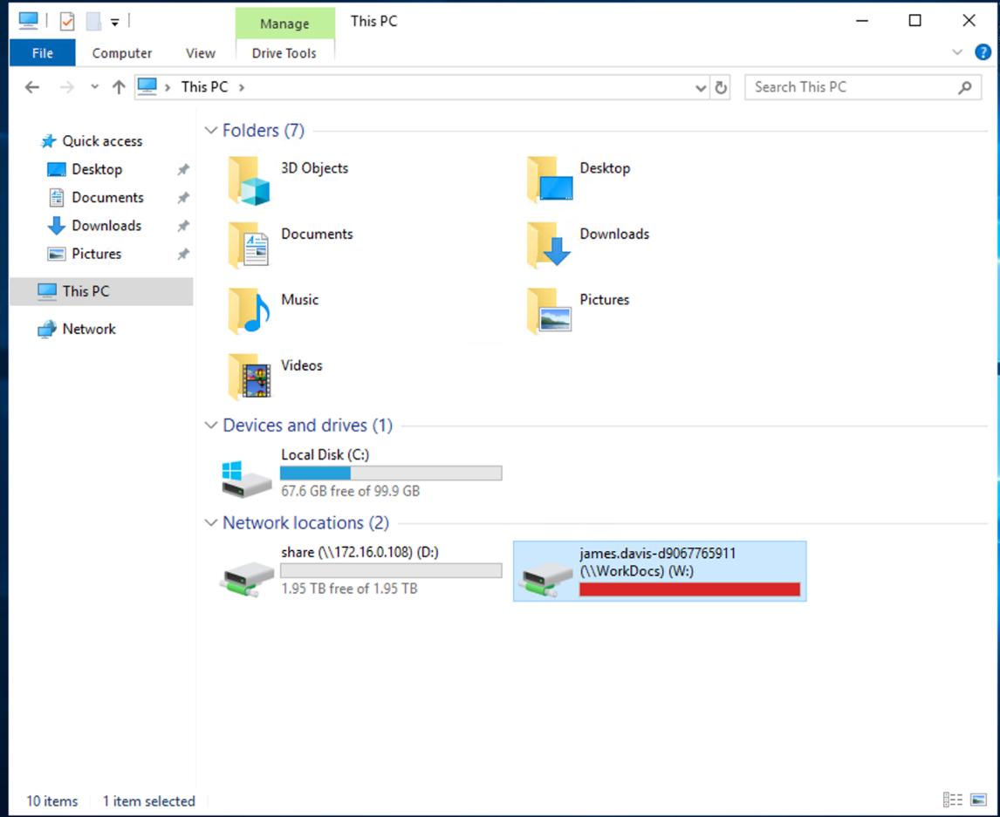 Manage This PC
File Computer View Drive Tools
This PC
Search This PC
Quick access
Desktop
Documents
Downloads
Pictures
This PC
Network
Folders (7)
3D Objects
Desktop
Documents
Downloads
Music
Pictures
Videos
Devices and drives (1)
Local Disk (C:)
67.6 GB free of 99.9 GB
Network locations (2)
share (\\172.16.0.108) (D:)
1.95 TB free of 1.95 TB
james.davis-d9067765911
(\\WorkDocs) (W:)
10 items 1 item selected